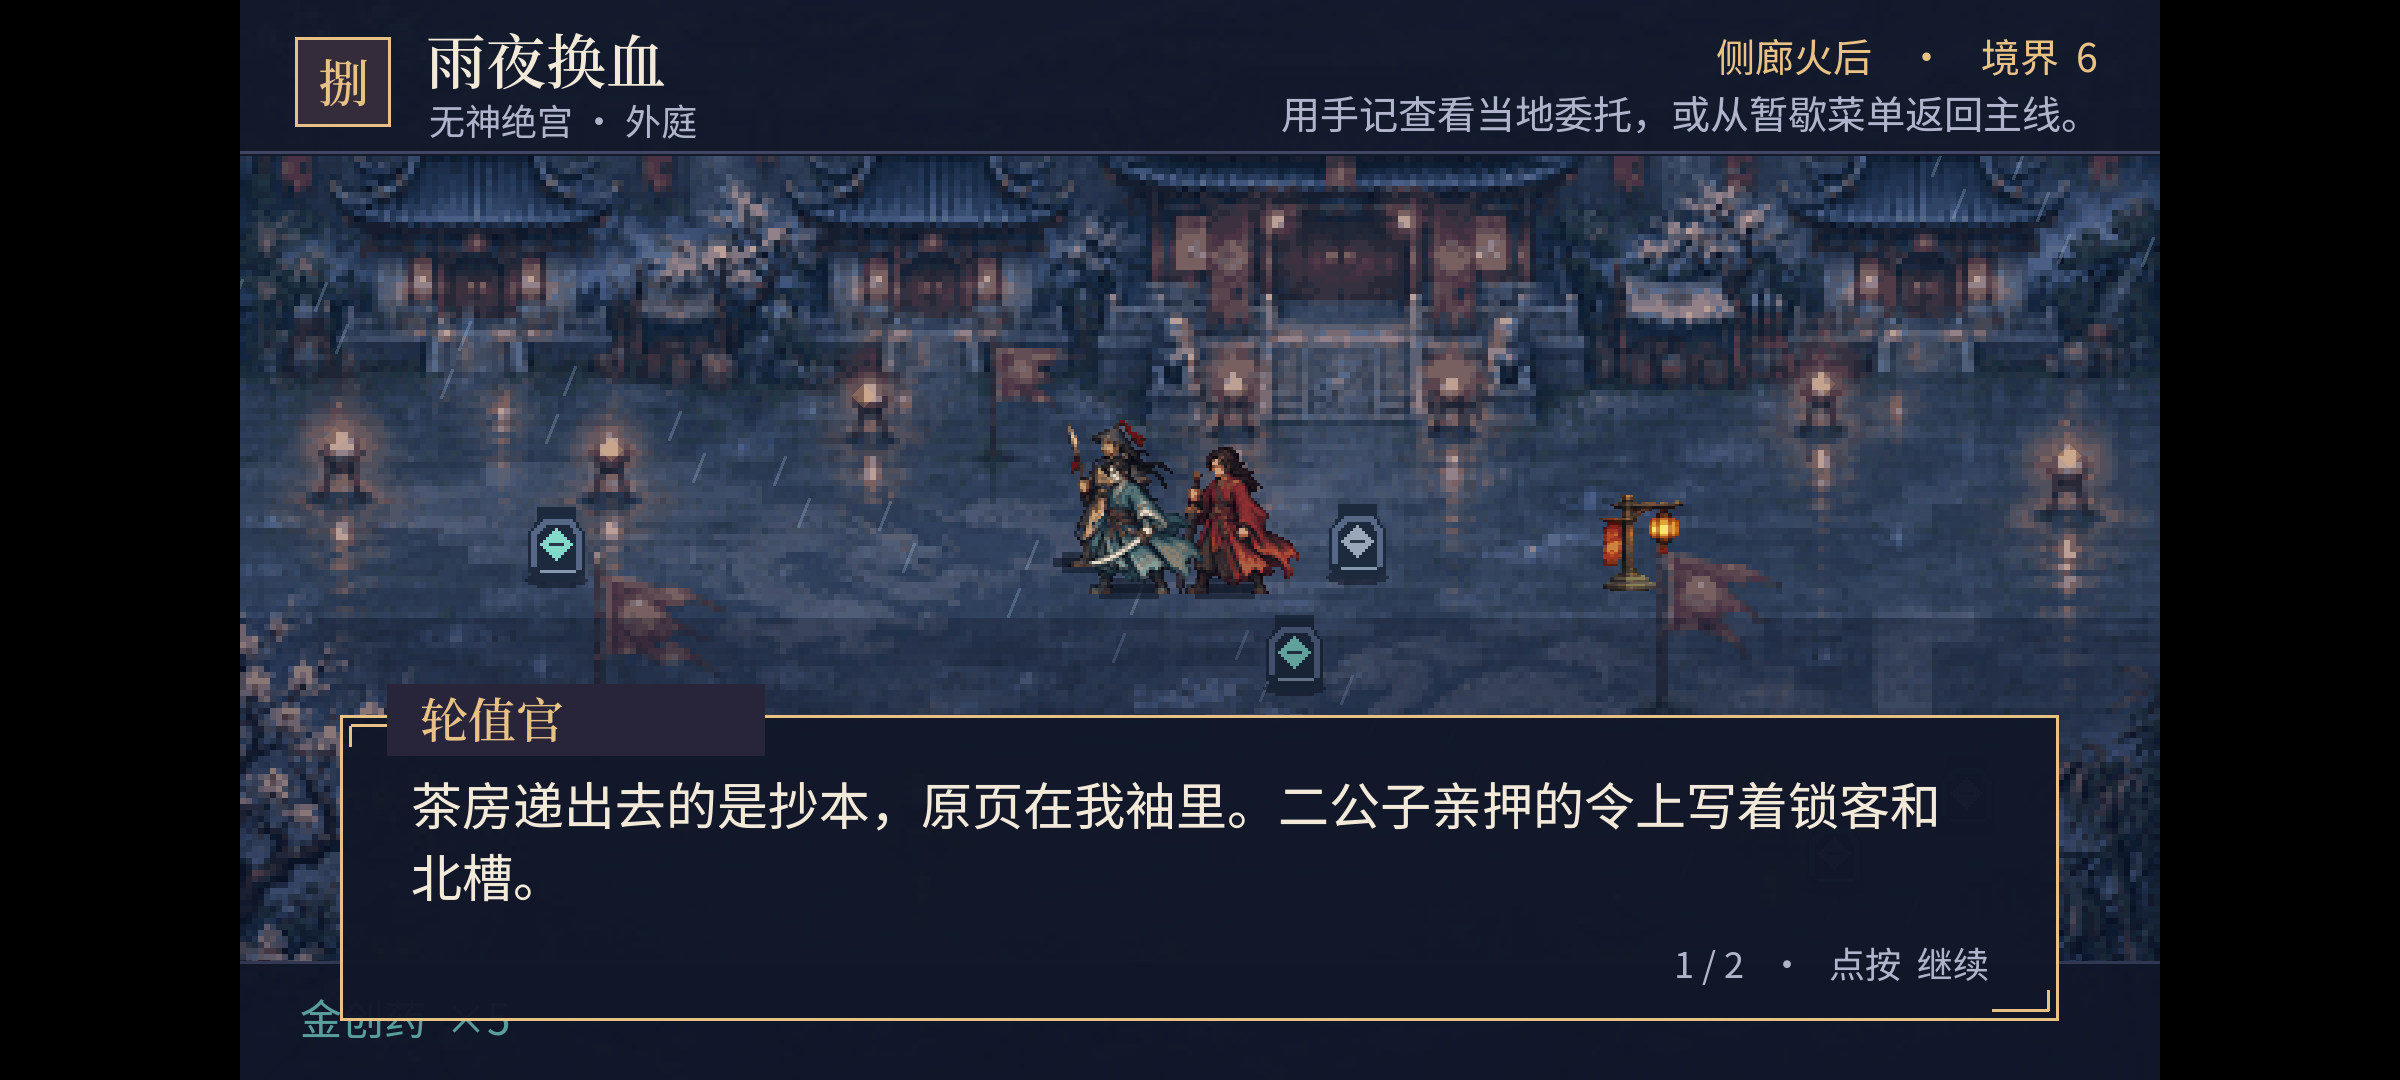 捌
雨夜换血
无神绝宫 · 外庭
侧廊火后 · 境界 6
用手记查看当地委托，或从暂歇菜单返回主线。
轮值官
茶房递出去的是抄本，原页在我袖里。二公子亲押的令上写着锁客和
北槽。
1/2 · 点按 继续
金创药 ×5